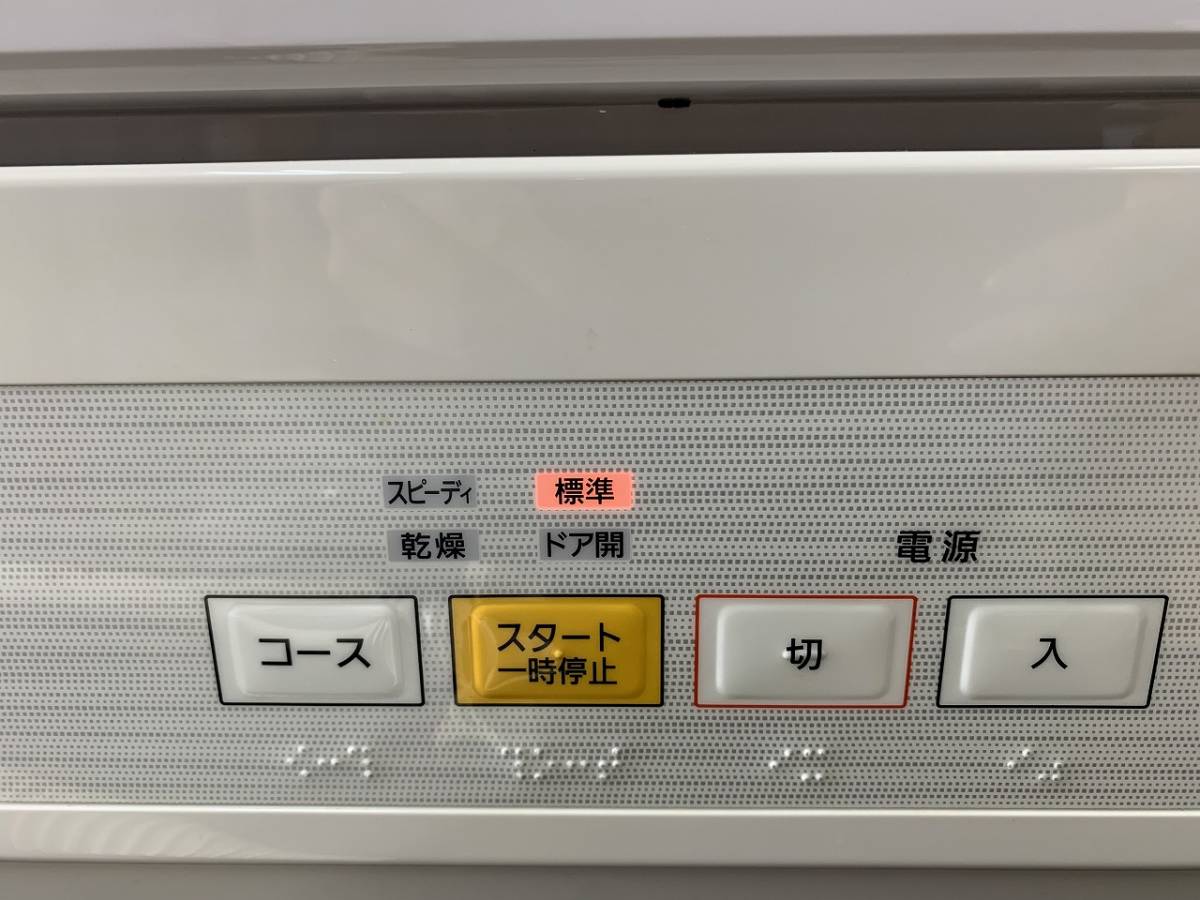 スピーディ 標準
乾燥 ドア開 電源
コース
スタート
一時停止
切
入